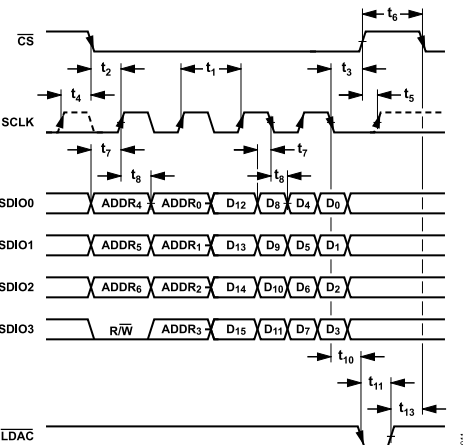 t6
CS
t2
t1
t3
t4
t5
SCLK
t7
t7
t8
t8
SDIO0
ADDR4
ADDR0
D12
D8
D4
D0
SDIO1
ADDR5
ADDR1
D13
D9
D5
D1
SDIO2
ADDR6
ADDR2
D14
D10
D6
D2
SDIO3
R/W
ADDR3
D15
D11
D7
D3
t10
t11
t13
LDAC